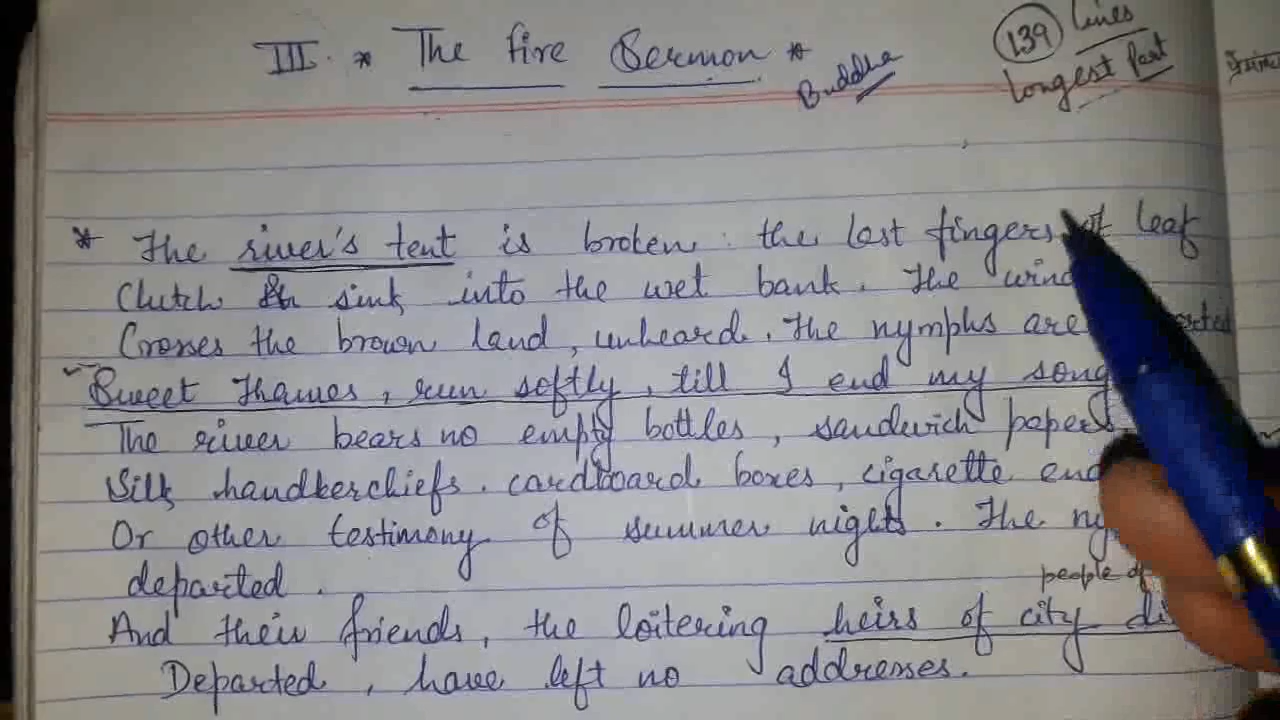 III. * The fire Sermon *
Buddha
139 lines
longest Part
* The river's tent is broken: the last fingers of leaf
Clutch & sink into the wet bank. The wind
Crosses the brown land, unheard. The nymphs are
Sweet Thames, run softly, till I end my song
The river bears no empty bottles, sandwich papers
Silk handkerchiefs. cardboard boxes, cigarette end
Or other testimony of summer nights. The ny
departed.
people of
And their friends, the loitering heirs of city di
Departed, have left no addresses.